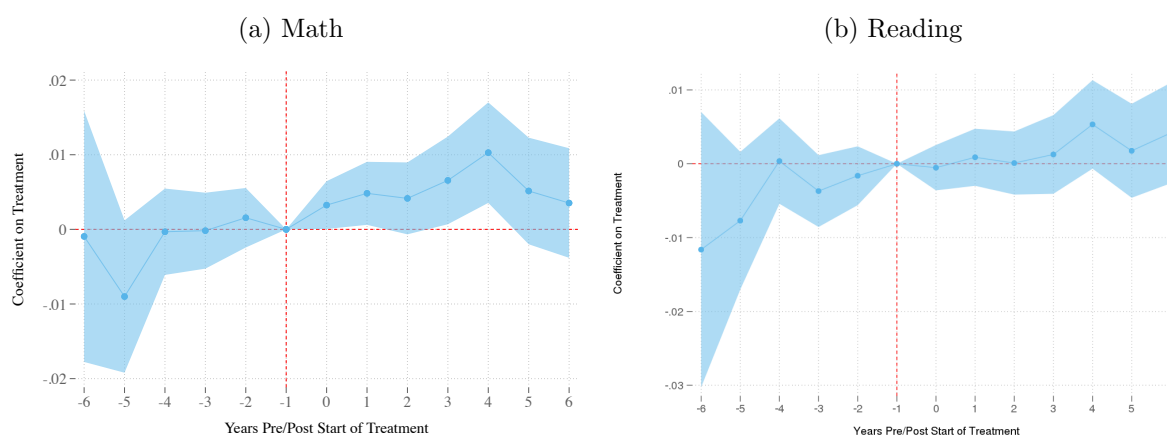 (a) Math
.02
.01
0
-.01
-.02
Coefficient on Treatment
-6 -5 -4 -3 -2 -1 0 1 2 3 4 5 6
Years Pre/Post Start of Treatment
(b) Reading
.01
0
-.01
-.02
-.03
Coefficient on Treatment
-6 -5 -4 -3 -2 -1 0 1 2 3 4 5
Years Pre/Post Start of Treatment